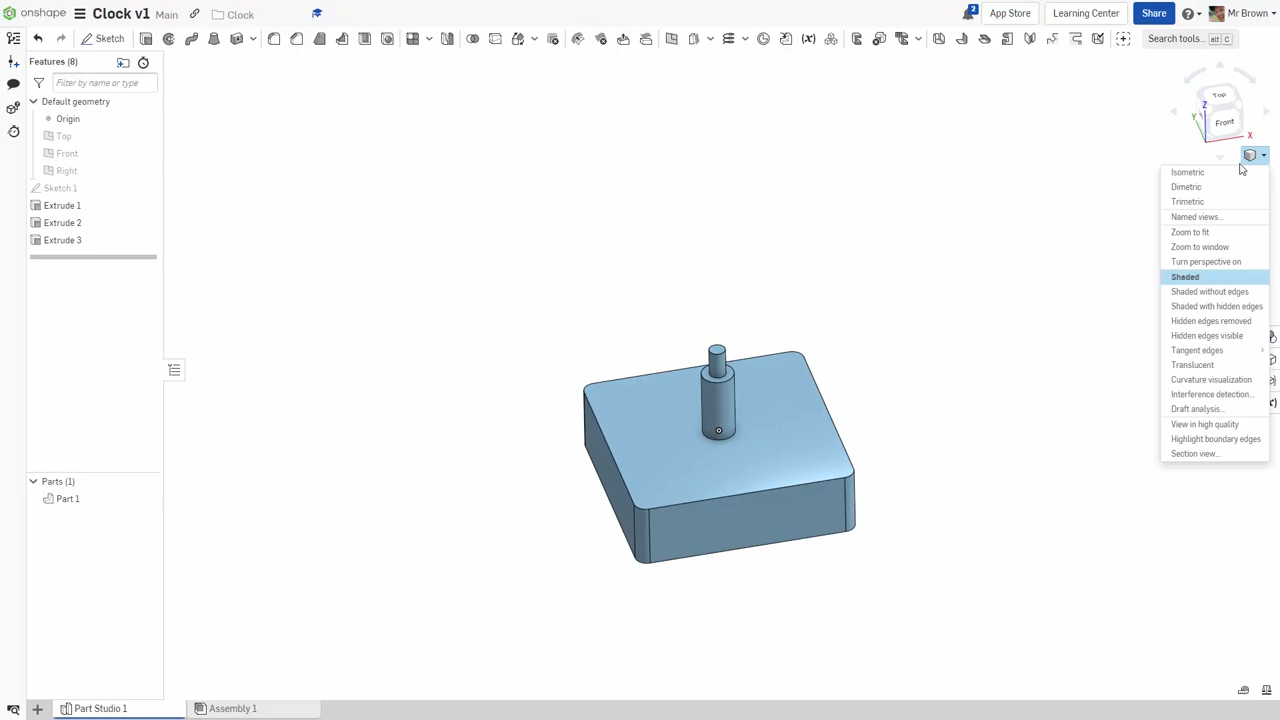 onshape
Clock v1
Main
Clock
2
App Store
Learning Center
Share
Mr Brown
Sketch
Search tools...
alt
C
Features (8)
Filter by name or type
Default geometry
Origin
Top
Front
Right
Sketch 1
Extrude 1
Extrude 2
Extrude 3
Parts (1)
Part 1
Top
Front
Z
Y
X
Isometric
Dimetric
Trimetric
Named views...
Zoom to fit
Zoom to window
Turn perspective on
Shaded
Shaded without edges
Shaded with hidden edges
Hidden edges removed
Hidden edges visible
Tangent edges
Translucent
Curvature visualization
Interference detection...
Draft analysis...
View in high quality
Highlight boundary edges
Section view...
Part Studio 1
Assembly 1